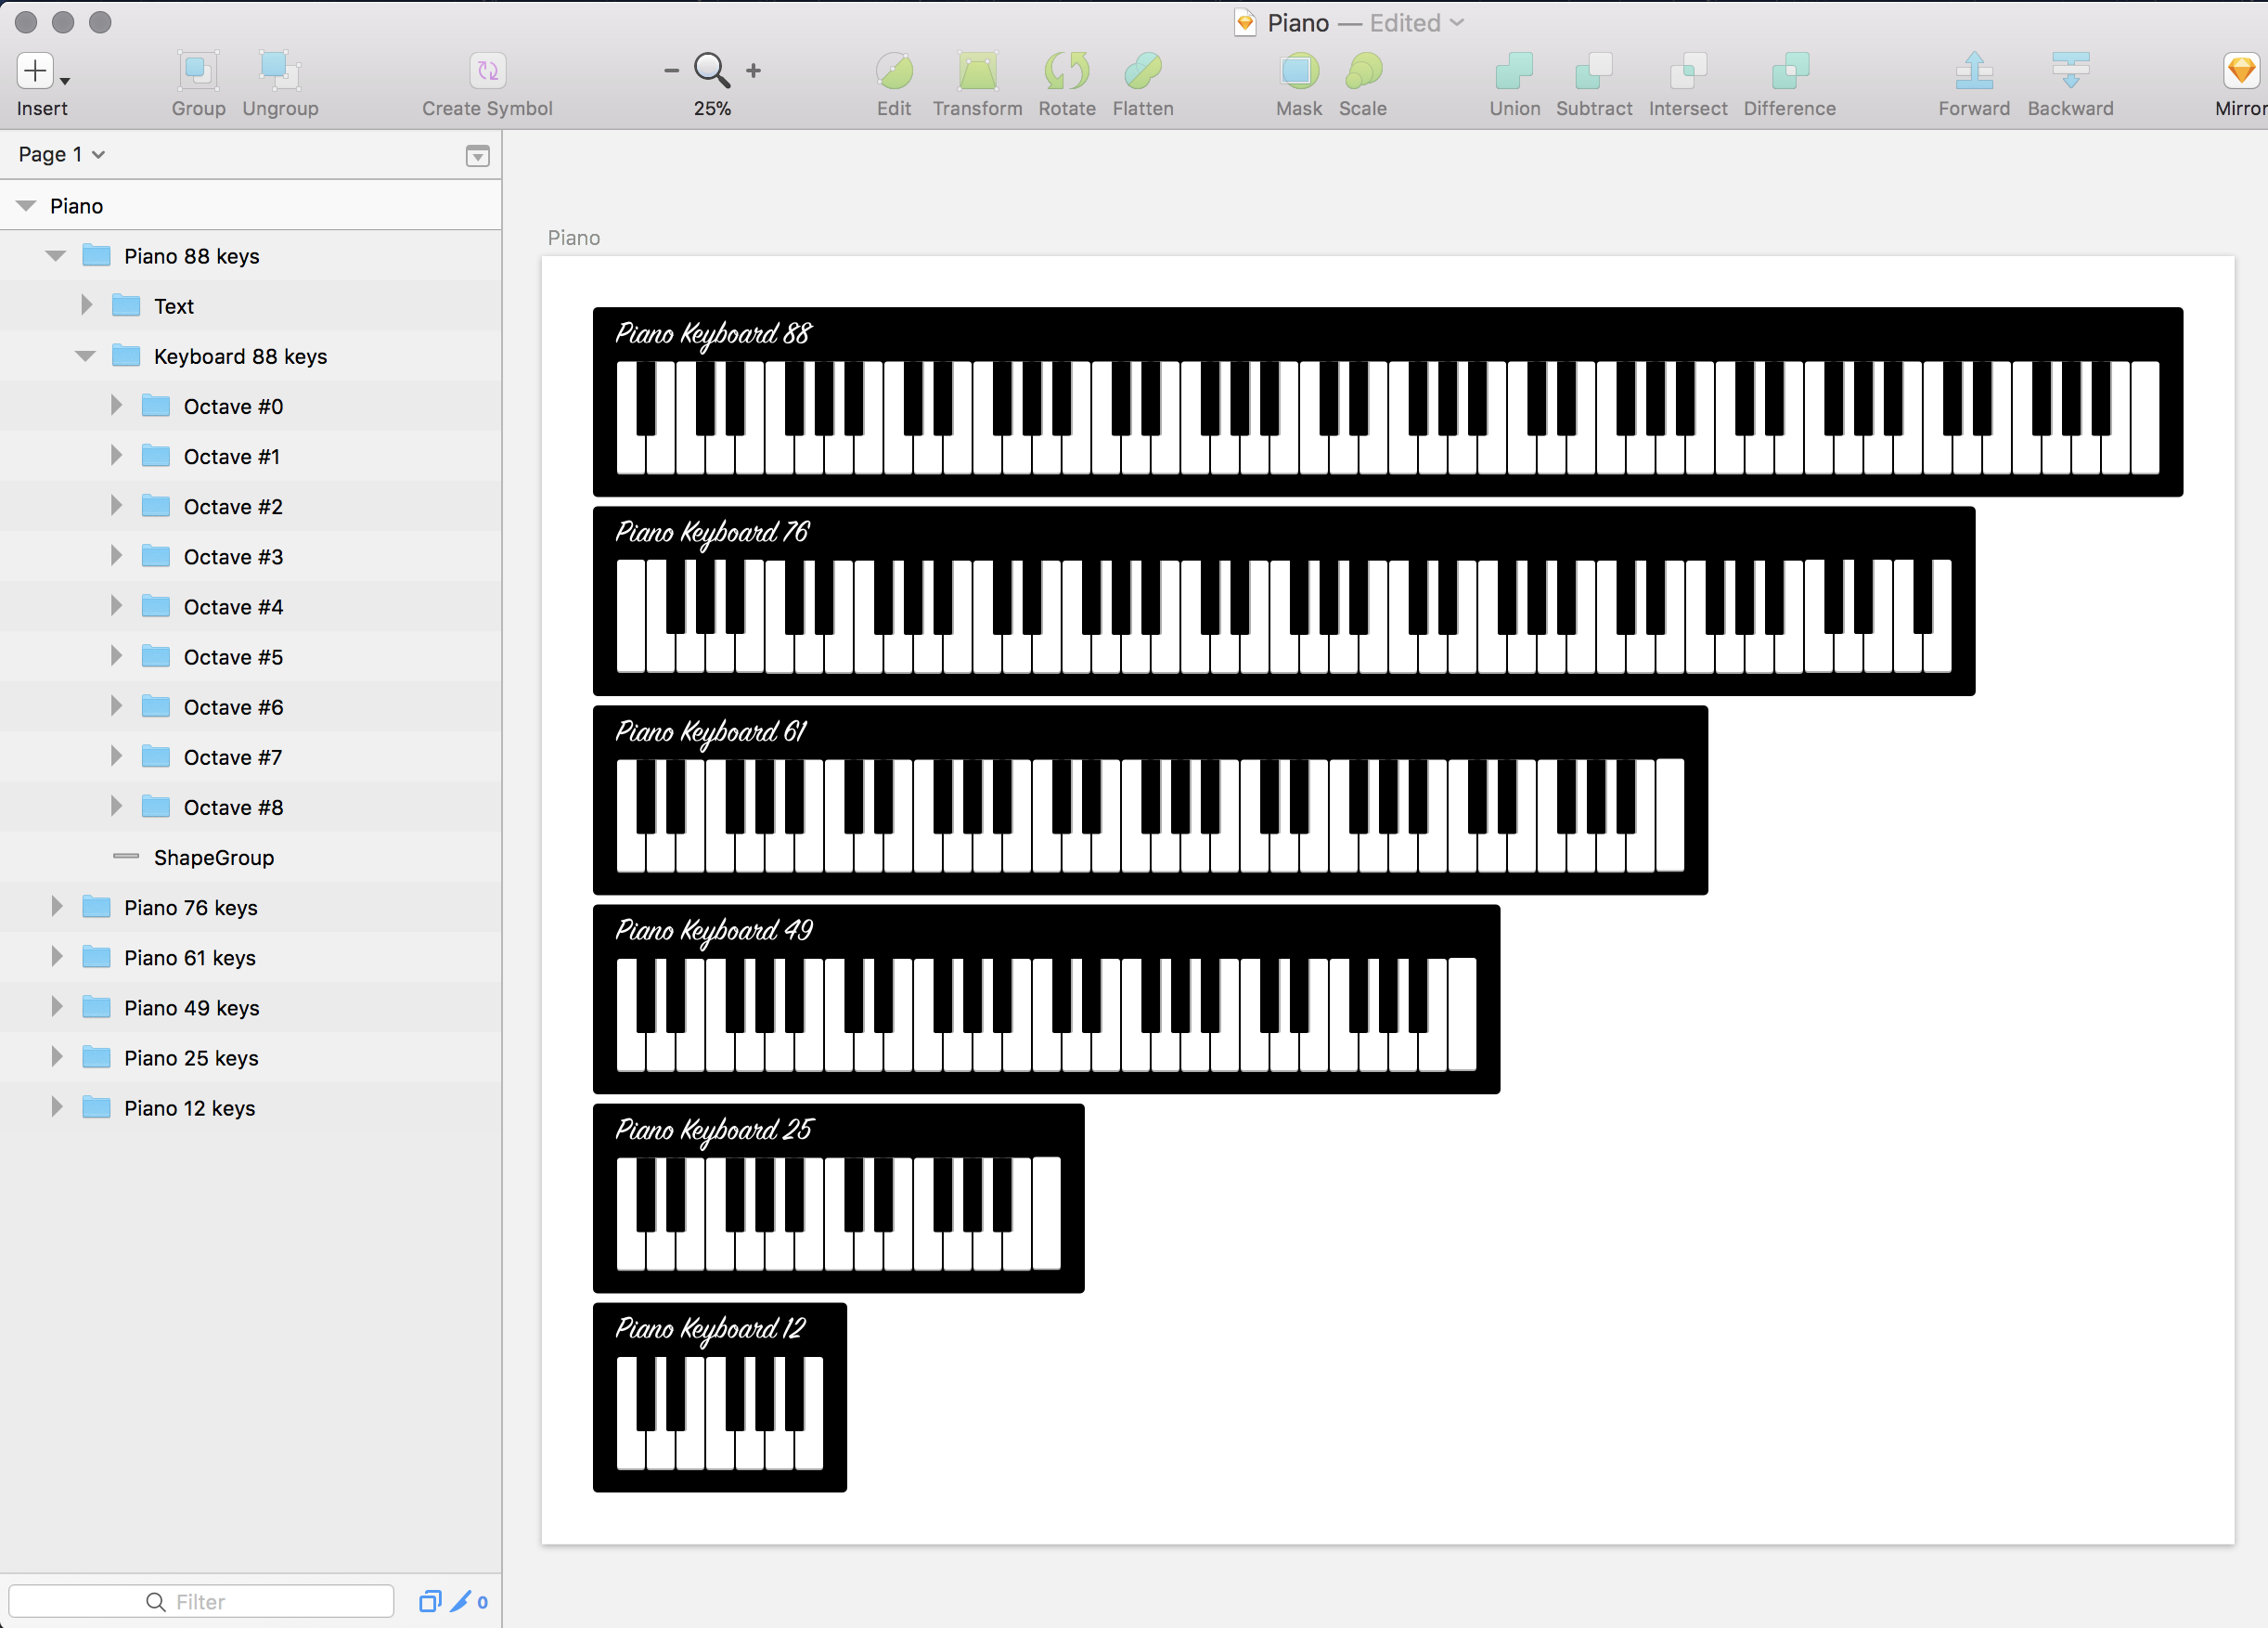 Piano — Edited
Insert
Group
Ungroup
Create Symbol
25%
Edit
Transform
Rotate
Flatten
Mask
Scale
Union
Subtract
Intersect
Difference
Forward
Backward
Mirror
Page 1
Piano
Piano 88 keys
Text
Keyboard 88 keys
Octave #0
Octave #1
Octave #2
Octave #3
Octave #4
Octave #5
Octave #6
Octave #7
Octave #8
ShapeGroup
Piano 76 keys
Piano 61 keys
Piano 49 keys
Piano 25 keys
Piano 12 keys
Filter
0
Piano
Piano Keyboard 88
Piano Keyboard 76
Piano Keyboard 61
Piano Keyboard 49
Piano Keyboard 25
Piano Keyboard 12